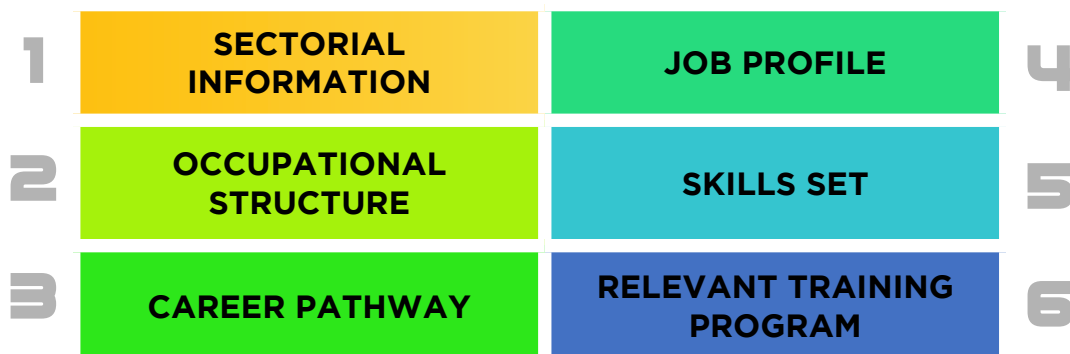 1
SECTORIAL
INFORMATION
2
OCCUPATIONAL
STRUCTURE
3
CAREER PATHWAY
JOB PROFILE
4
SKILLS SET
5
RELEVANT TRAINING
PROGRAM
6